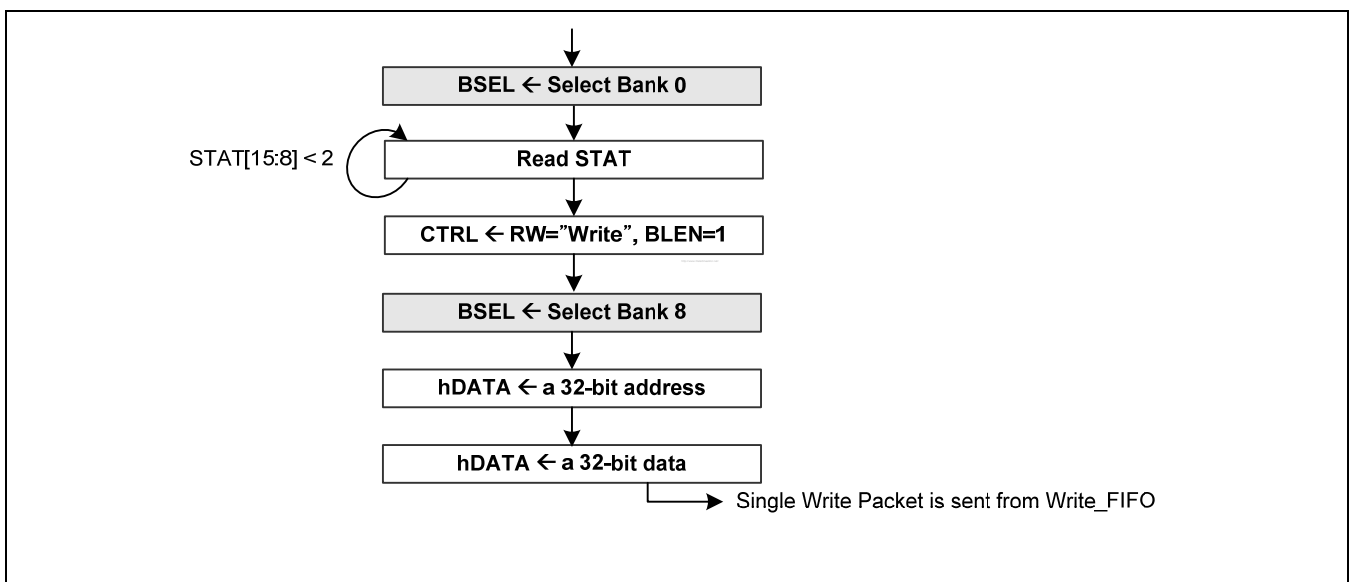 BSEL ← Select Bank 0
STAT[15:8] < 2
Read STAT
CTRL ← RW=”Write”, BLEN=1
BSEL ← Select Bank 8
hDATA ← a 32-bit address
hDATA ← a 32-bit data
Single Write Packet is sent from Write_FIFO